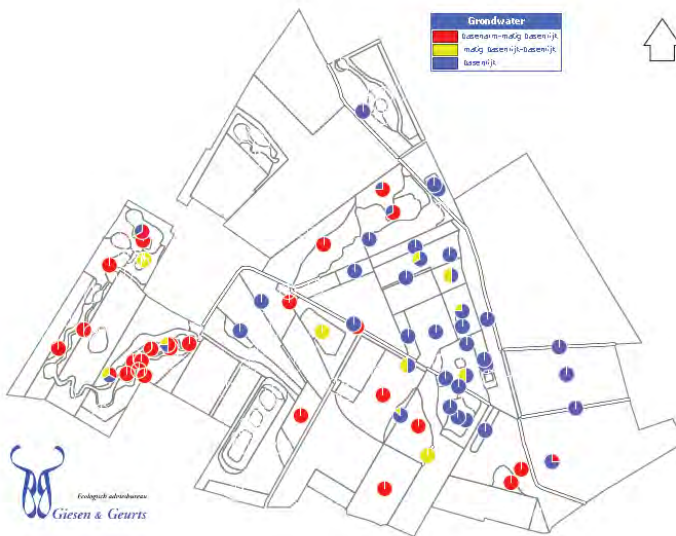 Grondwater
basenarm-matig basenrijk
matig basenrijk-basenrijk
basenrijk
Ecologisch adviesbureau
Giesen & Geurts